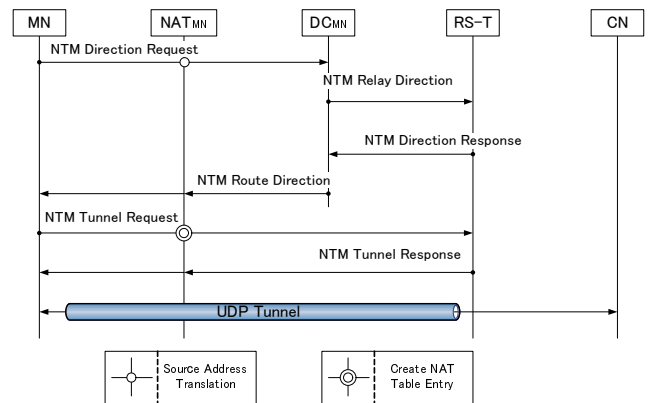 MN
NATMN
DCMN
RS-T
CN
NTM Direction Request
NTM Relay Direction
NTM Direction Response
NTM Route Direction
NTM Tunnel Request
NTM Tunnel Response
UDP Tunnel
Source Address
Translation
Create NAT
Table Entry